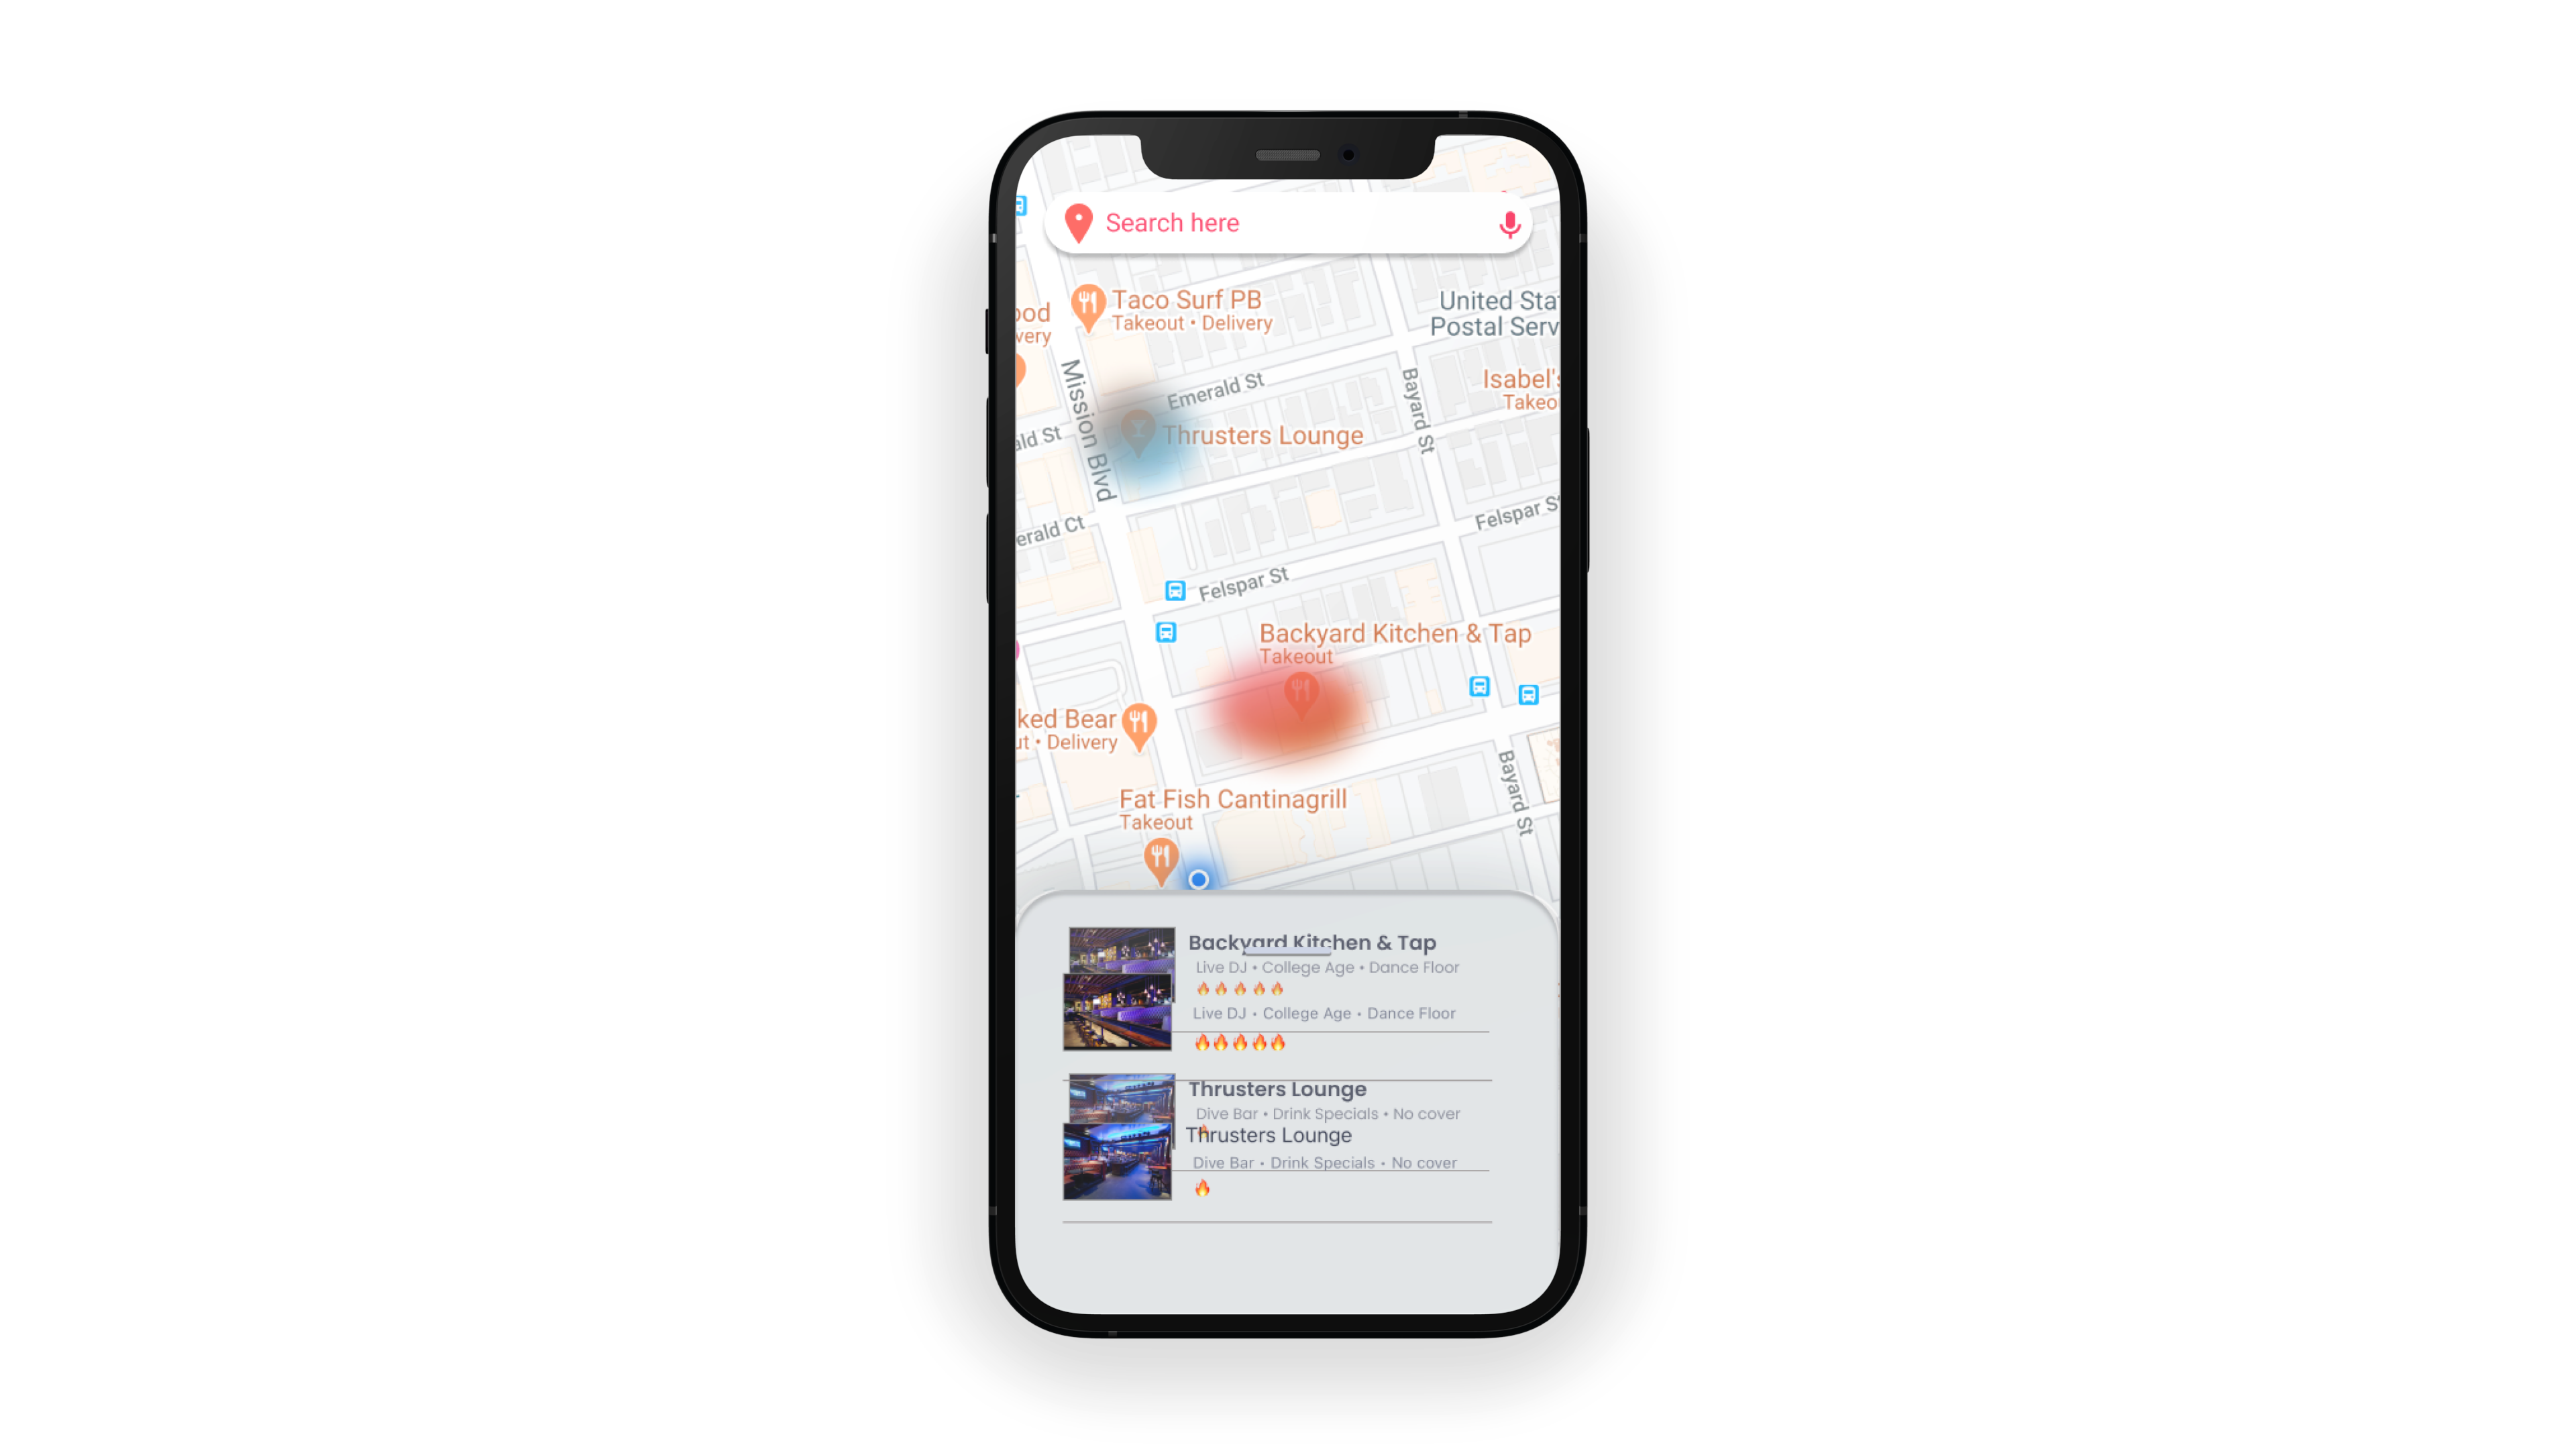 Search here
Taco Surf PB
Takeout • Delivery
ood
very
United Sta
Postal Serv
Isabel's
Takeo
Mission Blvd
Emerald St
Bayard St
ald St
Thrusters Lounge
erald Ct
Felspar S
Felspar St
Backyard Kitchen & Tap
Takeout
ked Bear
ut • Delivery
Bayard St
Fat Fish Cantinagrill
Takeout
Backyard Kitchen & Tap
Live DJ • College Age • Dance Floor
Live DJ • College Age • Dance Floor
Thrusters Lounge
Dive Bar • Drink Specials • No cover
Thrusters Lounge
Dive Bar • Drink Specials • No cover